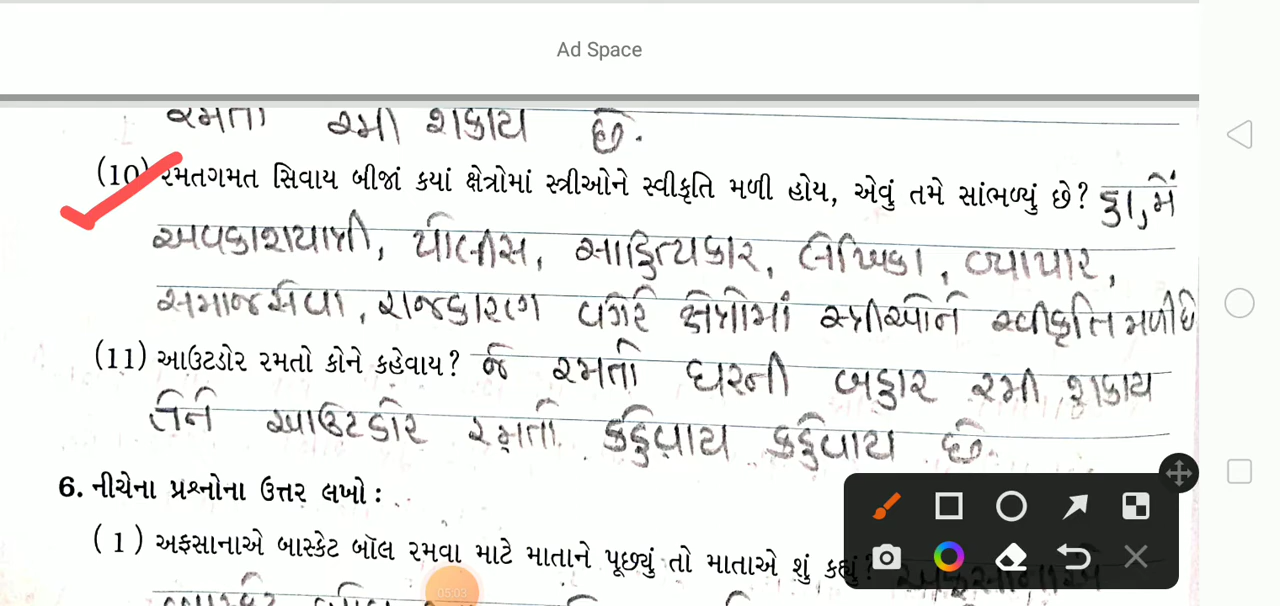 Ad Space
રમતો રમી શકાય છે.
(10) રમતગમત સિવાય બીજાં કયાં ક્ષેત્રોમાં સ્ત્રીઓને સ્વીકૃતિ મળી હોય, એવું તમે સાંભળ્યું છે? હા, મેં
અવકાશયાત્રી, પોલીસ, સાહિત્યકાર, લેખિકા, વ્યાપાર,
સમાજસેવા, રાજકારણ વગેરે ક્ષેત્રોમાં સ્ત્રીઓને સ્વીકૃતિ મળી છે
(11) આઉટડોર રમતો કોને કહેવાય? જે રમતો ઘરની બહાર રમી શકાય
તેને આઉટડોર રમતો કહેવાય કહેવાય છે.
6. નીચેના પ્રશ્નોના ઉત્તર લખો :
(1) અફસાનાએ બાસ્કેટ બૉલ રમવા માટે માતાને પૂછ્યું તો માતાએ શું કહ્યું?
05:03